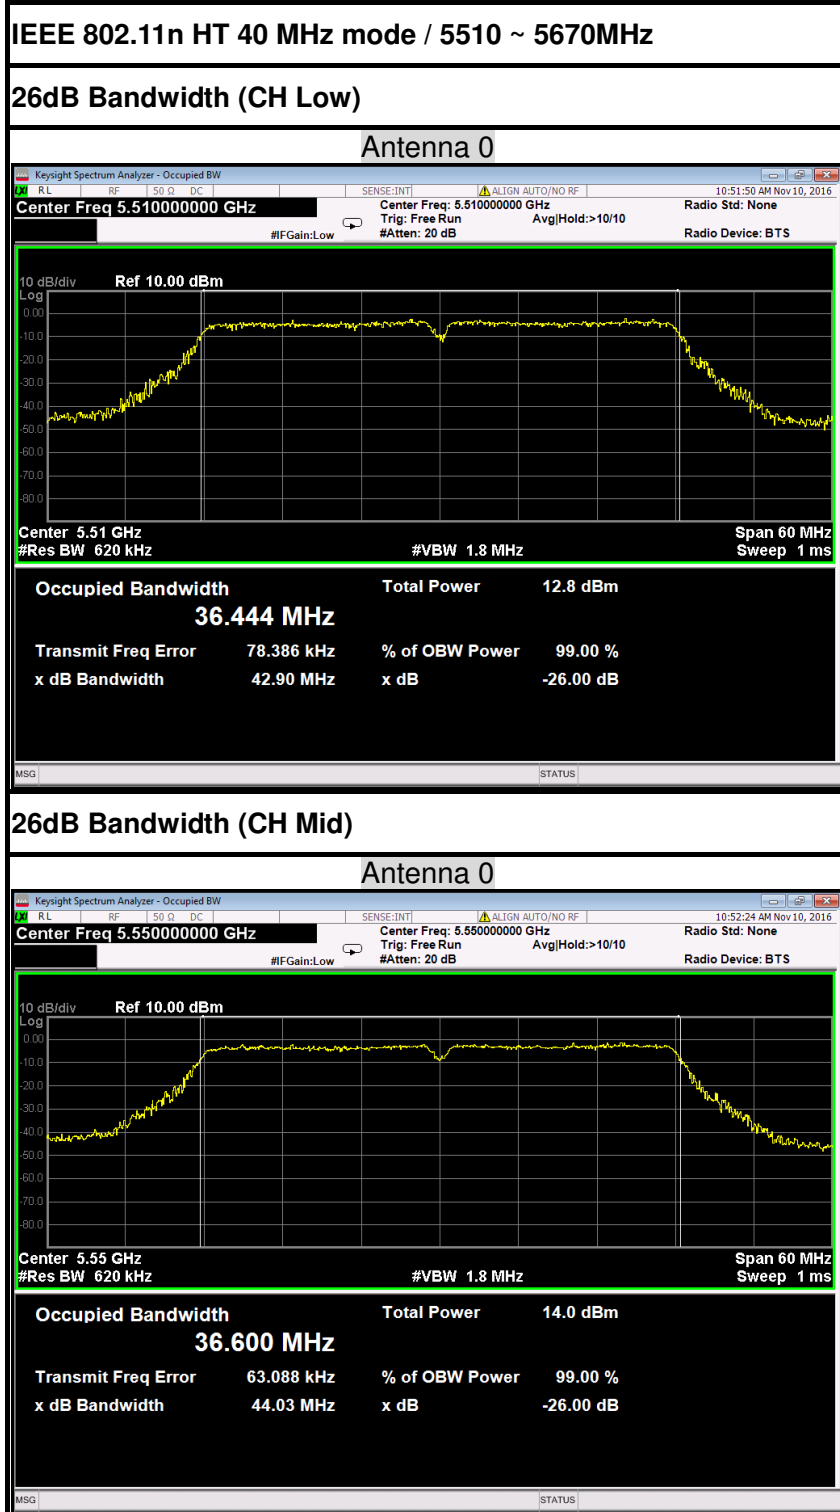 IEEE 802.11n HT 40 MHz mode / 5510 ~ 5670MHz
26dB Bandwidth (CH Low)
Antenna 0
Keysight Spectrum Analyzer - Occupied BW
LXI RL RF 50 Ω DC SENSE:INT ALIGN AUTO/NO RF 10:51:50 AM Nov 10, 2016
Center Freq 5.510000000 GHz Center Freq: 5.510000000 GHz Radio Std: None
Trig: Free Run Avg|Hold:>10/10
#IFGain:Low #Atten: 20 dB Radio Device: BTS
10 dB/div Ref 10.00 dBm
Log
0.00
-10.0
-20.0
-30.0
-40.0
-50.0
-60.0
-70.0
-80.0
Center 5.51 GHz Span 60 MHz
#Res BW 620 kHz #VBW 1.8 MHz Sweep 1 ms
Occupied Bandwidth Total Power 12.8 dBm
36.444 MHz
Transmit Freq Error 78.386 kHz % of OBW Power 99.00 %
x dB Bandwidth 42.90 MHz x dB -26.00 dB
MSG STATUS
26dB Bandwidth (CH Mid)
Antenna 0
Keysight Spectrum Analyzer - Occupied BW
LXI RL RF 50 Ω DC SENSE:INT ALIGN AUTO/NO RF 10:52:24 AM Nov 10, 2016
Center Freq 5.550000000 GHz Center Freq: 5.550000000 GHz Radio Std: None
Trig: Free Run Avg|Hold:>10/10
#IFGain:Low #Atten: 20 dB Radio Device: BTS
10 dB/div Ref 10.00 dBm
Log
0.00
-10.0
-20.0
-30.0
-40.0
-50.0
-60.0
-70.0
-80.0
Center 5.55 GHz Span 60 MHz
#Res BW 620 kHz #VBW 1.8 MHz Sweep 1 ms
Occupied Bandwidth Total Power 14.0 dBm
36.600 MHz
Transmit Freq Error 63.088 kHz % of OBW Power 99.00 %
x dB Bandwidth 44.03 MHz x dB -26.00 dB
MSG STATUS